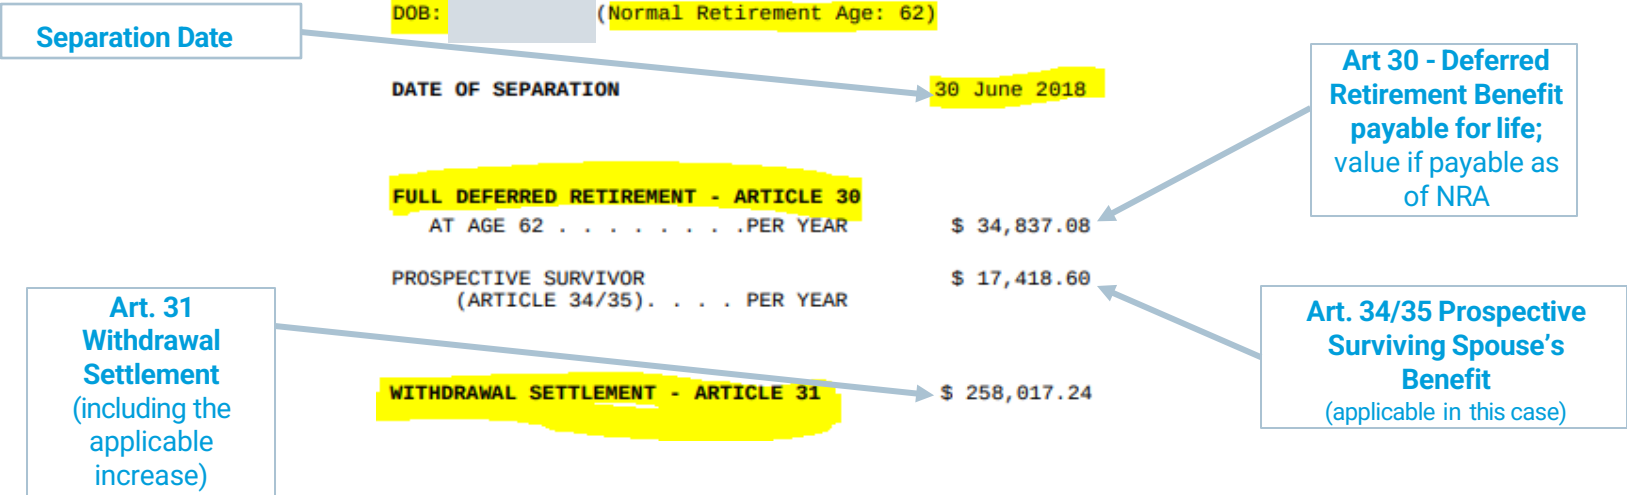 DOB: (Normal Retirement Age: 62)
Separation Date
DATE OF SEPARATION 30 June 2018
Art 30 - Deferred
Retirement Benefit
payable for life;
value if payable as
of NRA
FULL DEFERRED RETIREMENT - ARTICLE 30
AT AGE 62 . . . . . . . .PER YEAR $ 34,837.08
PROSPECTIVE SURVIVOR $ 17,418.60
(ARTICLE 34/35). . . . PER YEAR
Art. 31
Withdrawal
Settlement
(including the
applicable
increase)
Art. 34/35 Prospective
Surviving Spouse's
Benefit
(applicable in this case)
WITHDRAWAL SETTLEMENT - ARTICLE 31 $ 258,017.24